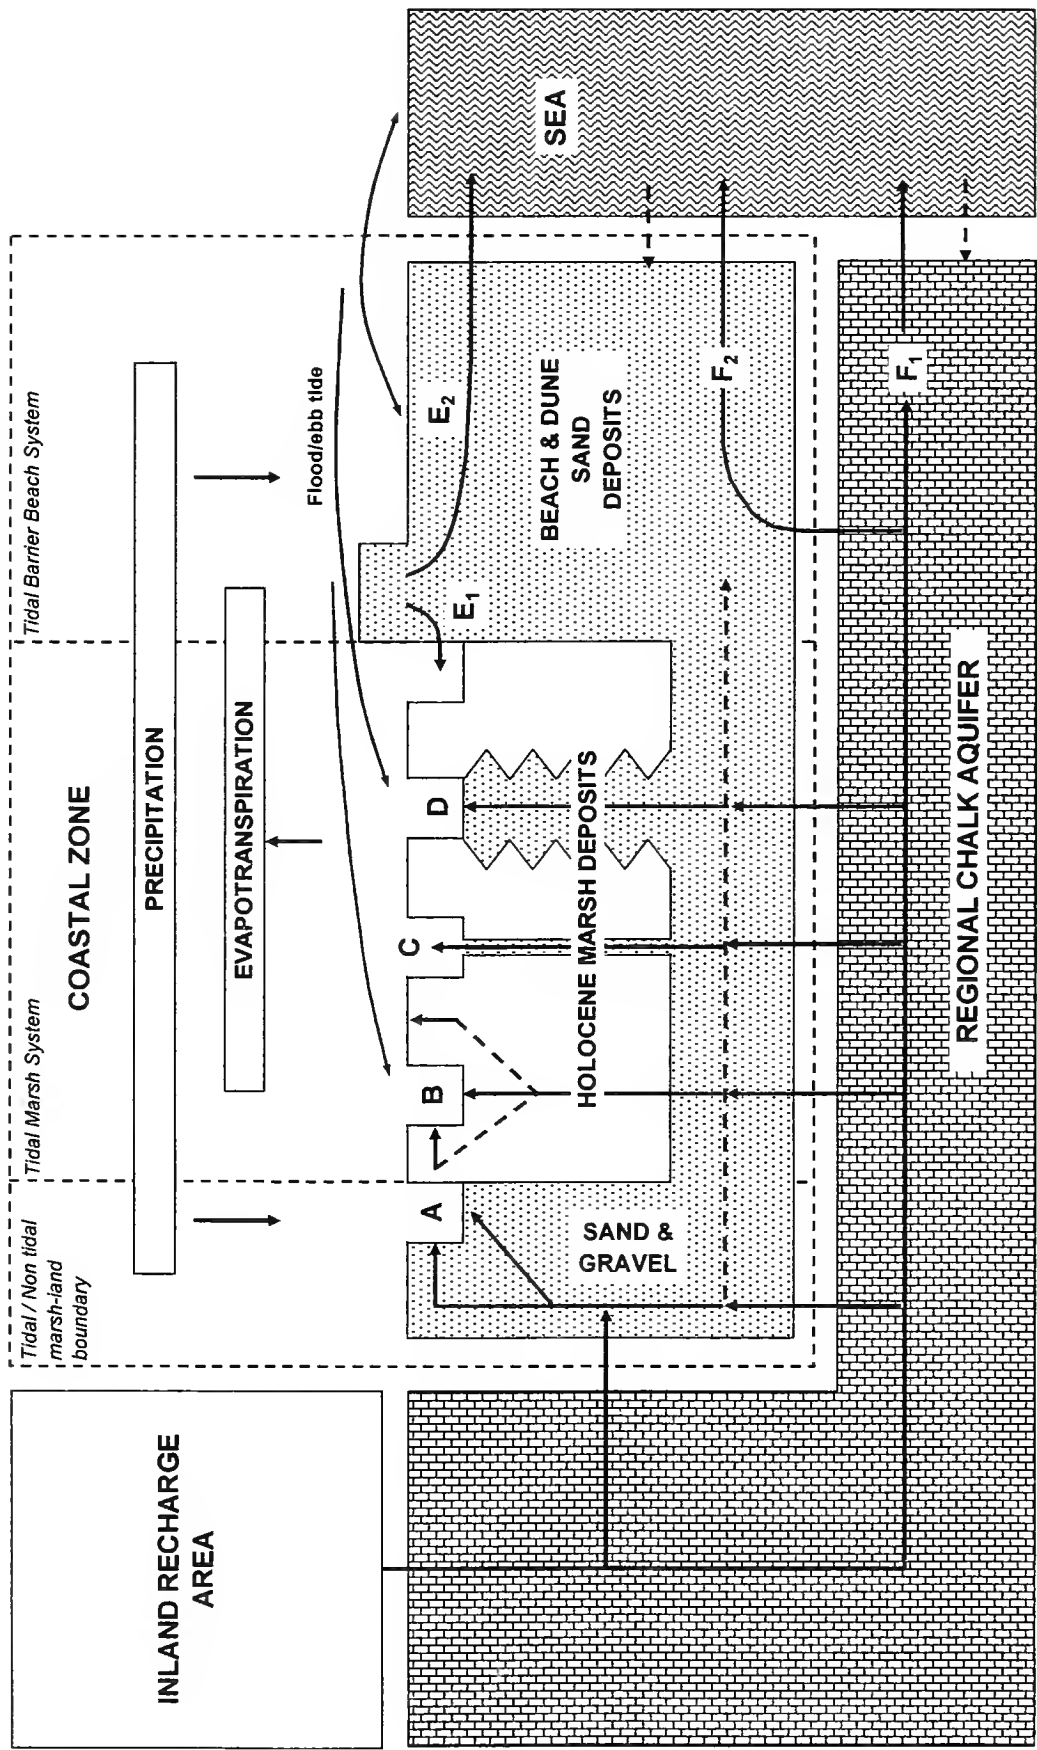 INLAND RECHARGE
AREA
Tidal / Non tidal
marsh-land
boundary
Tidal Marsh System
Tidal Barrier Beach System
COASTAL ZONE
PRECIPITATION
EVAPOTRANSPIRATION
Flood/ebb tide
A
B
C
D
E1
E2
SEA
SAND &
GRAVEL
HOLOCENE MARSH DEPOSITS
BEACH & DUNE
SAND
DEPOSITS
F2
F1
REGIONAL CHALK AQUIFER